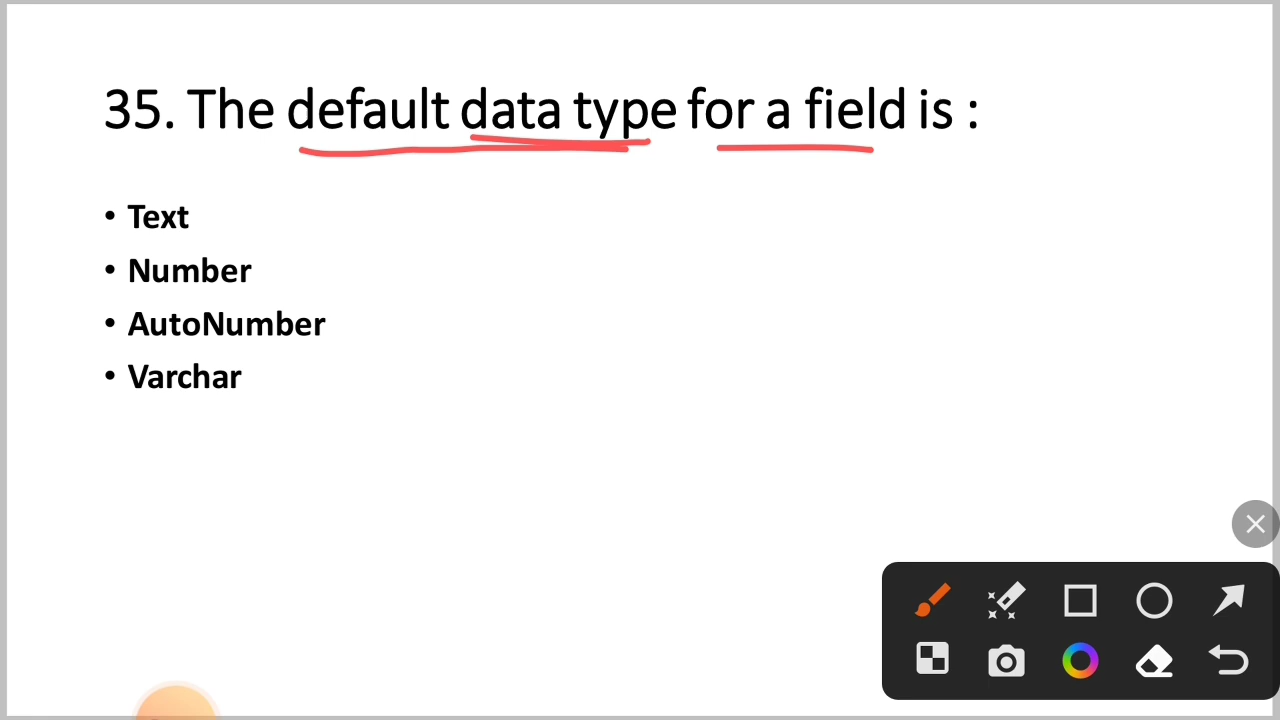 35. The default data type for a field is :
• Text
• Number
• AutoNumber
• Varchar